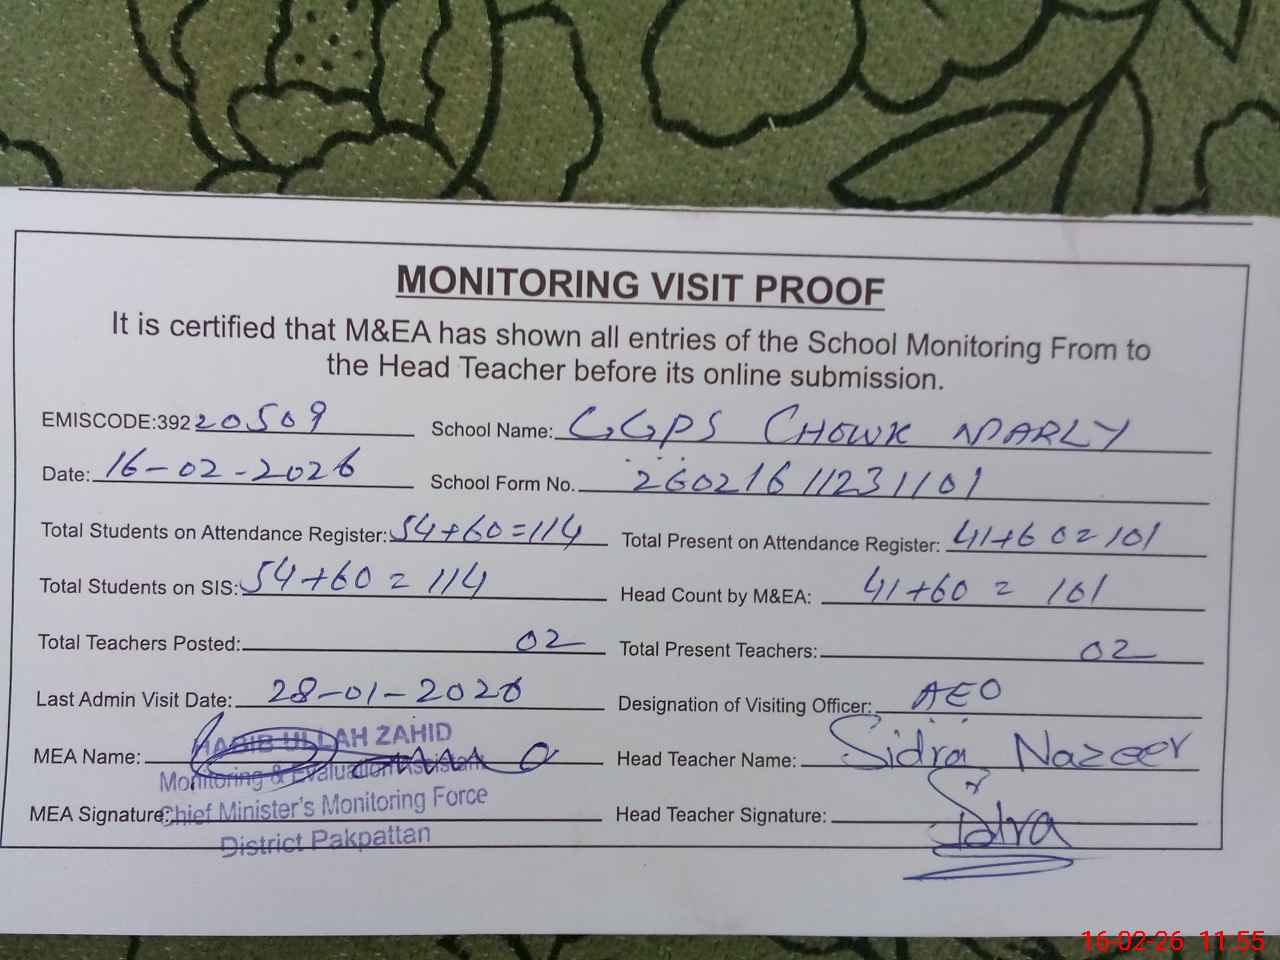 MONITORING VISIT PROOF
It is certified that M&EA has shown all entries of the School Monitoring From to
the Head Teacher before its online submission.
EMISCODE:39220509 School Name: GGPS CHOWK MARLY
Date: 16-02-2026 School Form No. 26021611231101
Total Students on Attendance Register: 54+60=114 Total Present on Attendance Register: 41+60=101
Total Students on SIS: 54+60=114 Head Count by M&EA: 41+60=101
Total Teachers Posted: 02 Total Present Teachers: 02
Last Admin Visit Date: 28-01-2026 Designation of Visiting Officer: AEO
MEA Name: HABIB ULLAH ZAHID Head Teacher Name: Sidra Nazeer
Monitoring & Evaluation Assistant
MEA Signature: Chief Minister's Monitoring Force Head Teacher Signature: Sidra
District Pakpattan
16-02-26 11:55